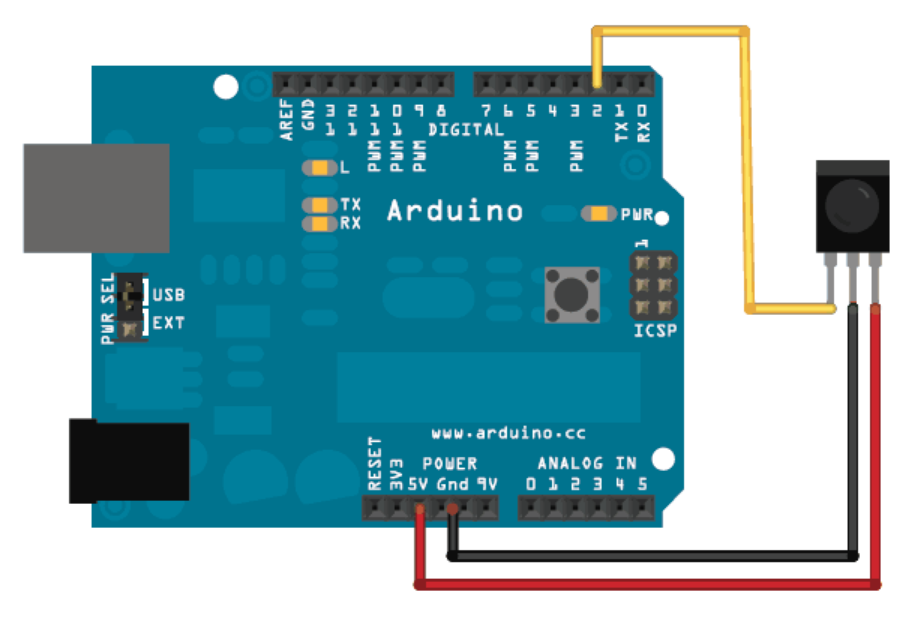 AREF GND 13 12 11 10 9 8 7 6 5 4 3 2 1 0
DIGITAL
PWM PWM PWM PWM PWM PWM TX RX
L
TX
RX
Arduino
PWR
1
PWR SEL
USB
EXT
ICSP
www.arduino.cc
POWER
ANALOG IN
RESET 3V3 5V Gnd 9V 0 1 2 3 4 5